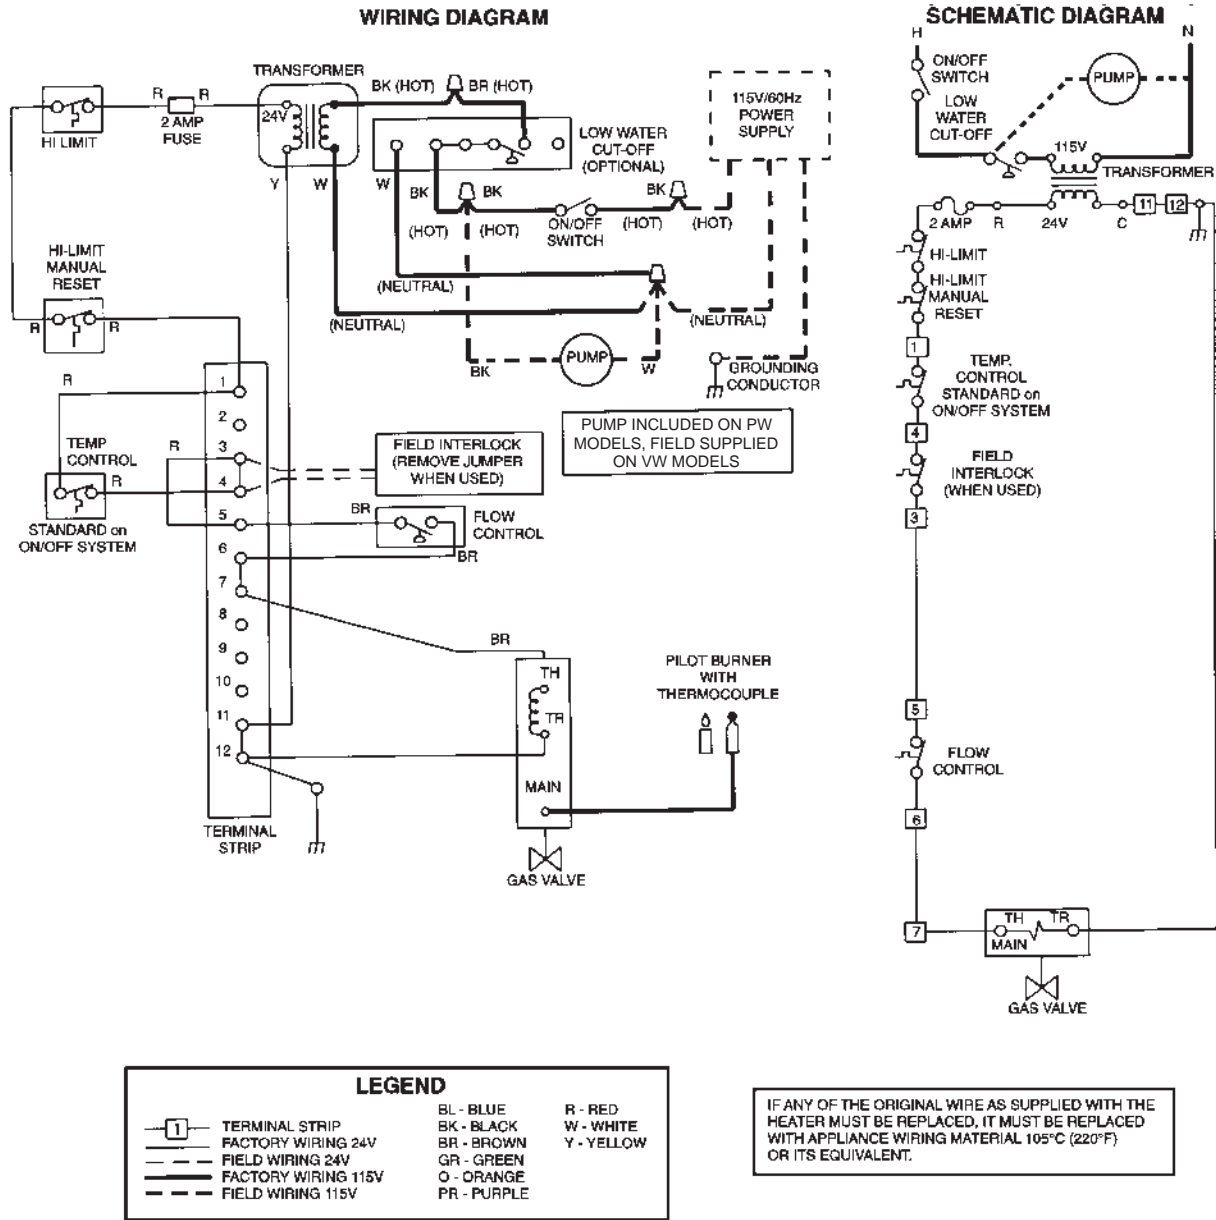 WIRING DIAGRAM
SCHEMATIC DIAGRAM
TRANSFORMER
24V
BK (HOT)
BR (HOT)
R
R
2 AMP
FUSE
HI LIMIT
Y
W
W
LOW WATER
CUT-OFF
(OPTIONAL)
115V/60Hz
POWER
SUPPLY
BK
(HOT)
BK
(HOT)
ON/OFF
SWITCH
(HOT)
BK
(HOT)
(NEUTRAL)
(NEUTRAL)
(NEUTRAL)
BK
PUMP
W
GROUNDING
CONDUCTOR
HI-LIMIT
MANUAL
RESET
R
R
R
TEMP.
CONTROL
R
R
STANDARD on
ON/OFF SYSTEM
1
2
3
4
5
6
7
8
9
10
11
12
TERMINAL
STRIP
FIELD INTERLOCK
(REMOVE JUMPER
WHEN USED)
PUMP INCLUDED ON PW
MODELS, FIELD SUPPLIED
ON VW MODELS
BR
FLOW
CONTROL
BR
BR
TH
TR
MAIN
GAS VALVE
PILOT BURNER
WITH
THERMOCOUPLE
H
N
ON/OFF
SWITCH
PUMP
LOW
WATER
CUT-OFF
115V
TRANSFORMER
2 AMP
R
24V
C
11
12
HI-LIMIT
HI-LIMIT
MANUAL
RESET
1
TEMP.
CONTROL
STANDARD on
ON/OFF SYSTEM
4
FIELD
INTERLOCK
(WHEN USED)
3
5
FLOW
CONTROL
6
7
TH
TR
MAIN
GAS VALVE
LEGEND
1 TERMINAL STRIP
FACTORY WIRING 24V
FIELD WIRING 24V
FACTORY WIRING 115V
FIELD WIRING 115V
BL - BLUE
BK - BLACK
BR - BROWN
GR - GREEN
O - ORANGE
PR - PURPLE
R - RED
W - WHITE
Y - YELLOW
IF ANY OF THE ORIGINAL WIRE AS SUPPLIED WITH THE
HEATER MUST BE REPLACED, IT MUST BE REPLACED
WITH APPLIANCE WIRING MATERIAL 105°C (220°F)
OR ITS EQUIVALENT.